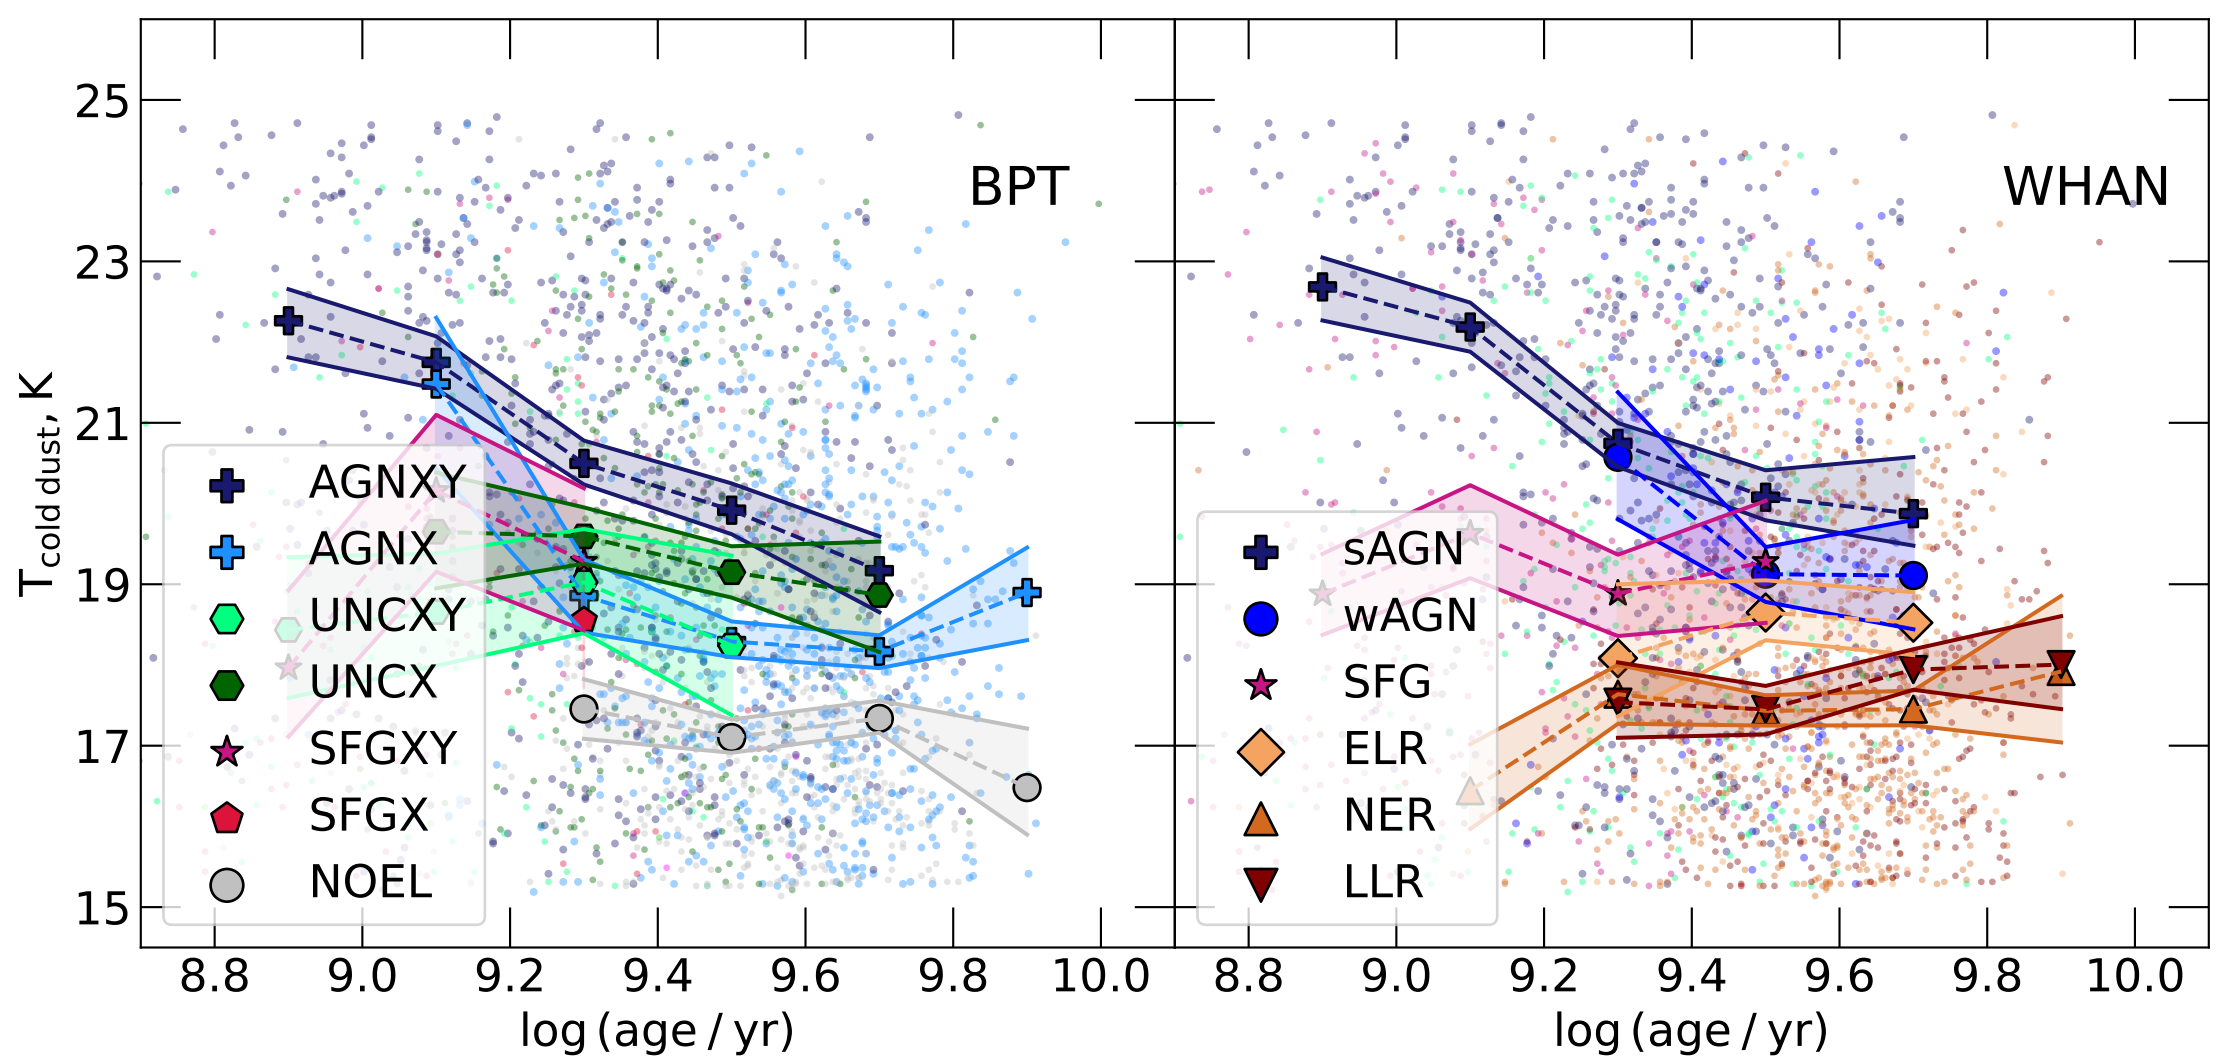 BPT
WHAN
T cold dust, K
25
23
21
19
17
15
AGNXY
AGNX
UNCXY
UNCX
SFGXY
SFGX
NOEL
sAGN
wAGN
SFG
ELR
NER
LLR
8.8 9.0 9.2 9.4 9.6 9.8 10.0 8.8 9.0 9.2 9.4 9.6 9.8 10.0
log (age / yr) log (age / yr)